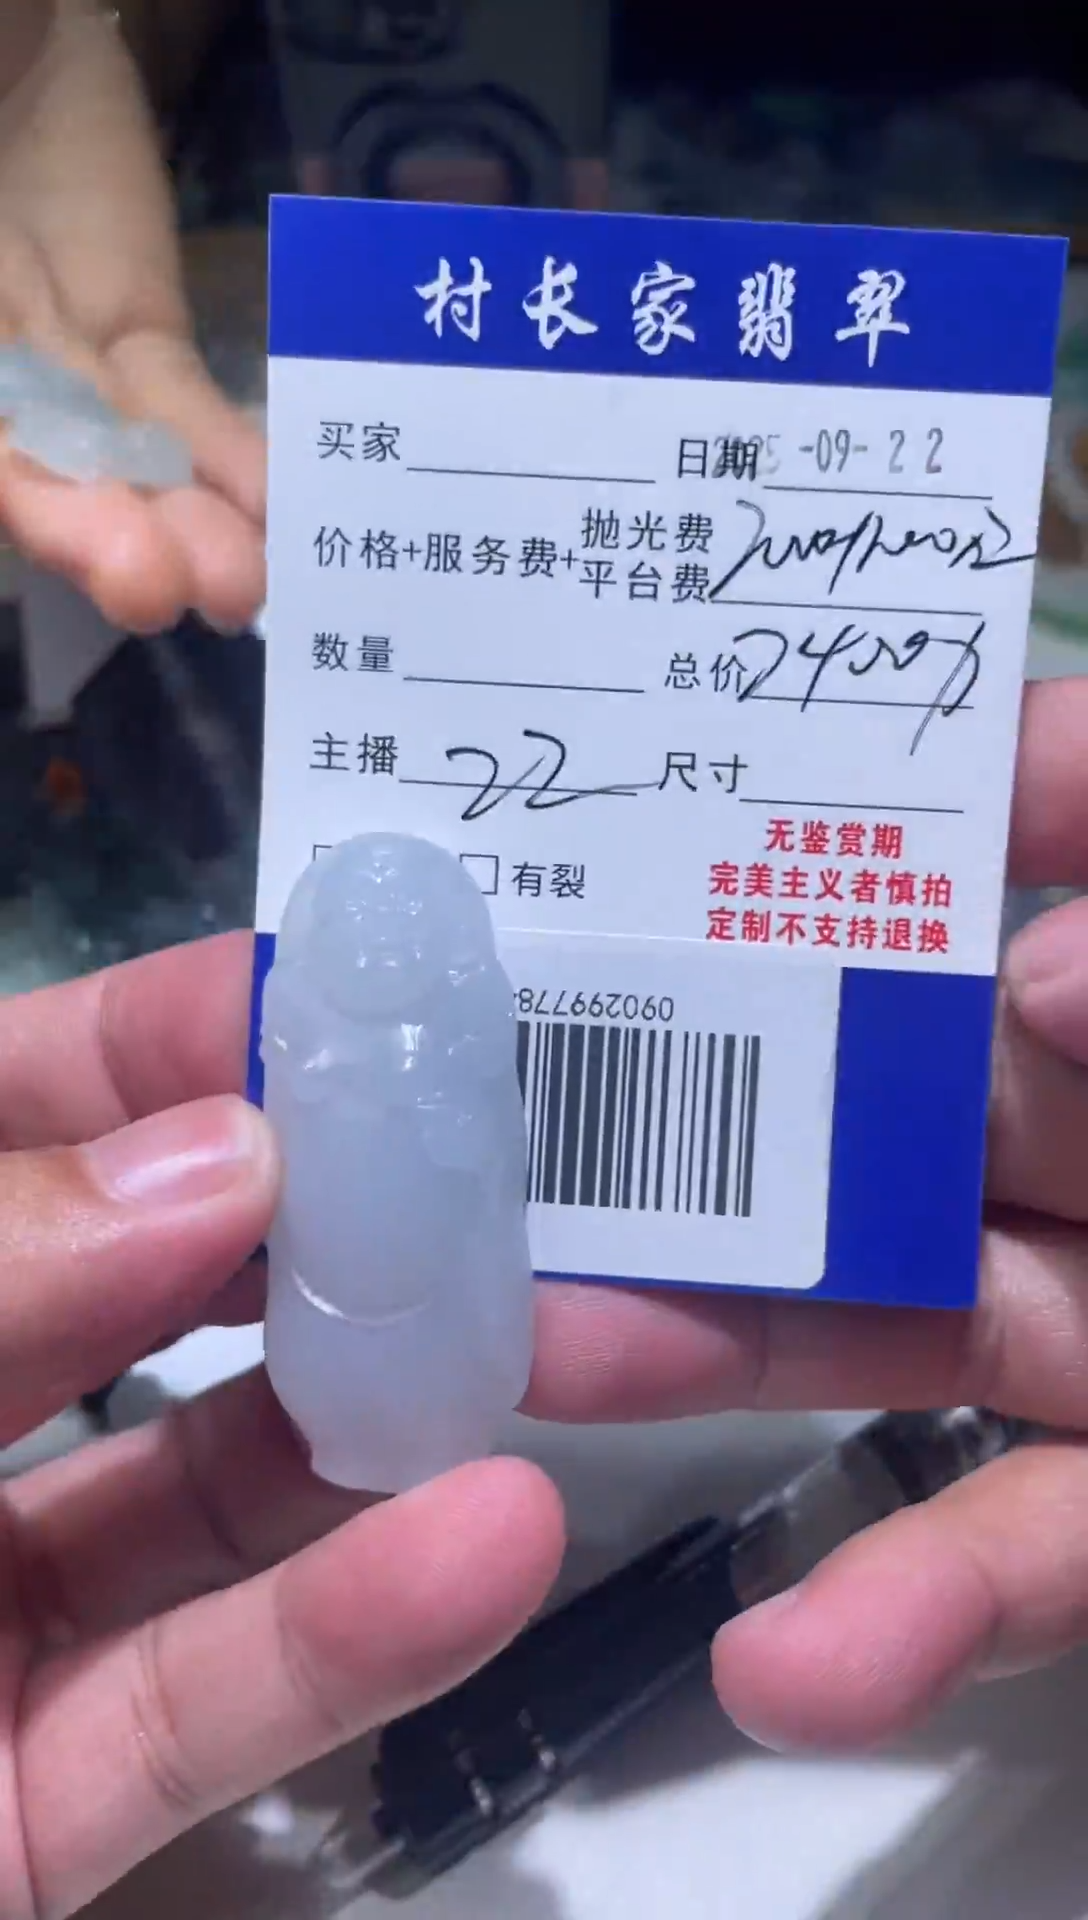 村长家翡翠
买家 日期 2025-09-22
价格+服务费+抛光费
平台费
数量 总价
主播 22 尺寸
有裂
无鉴赏期
完美主义者慎拍
定制不支持退换
090299778